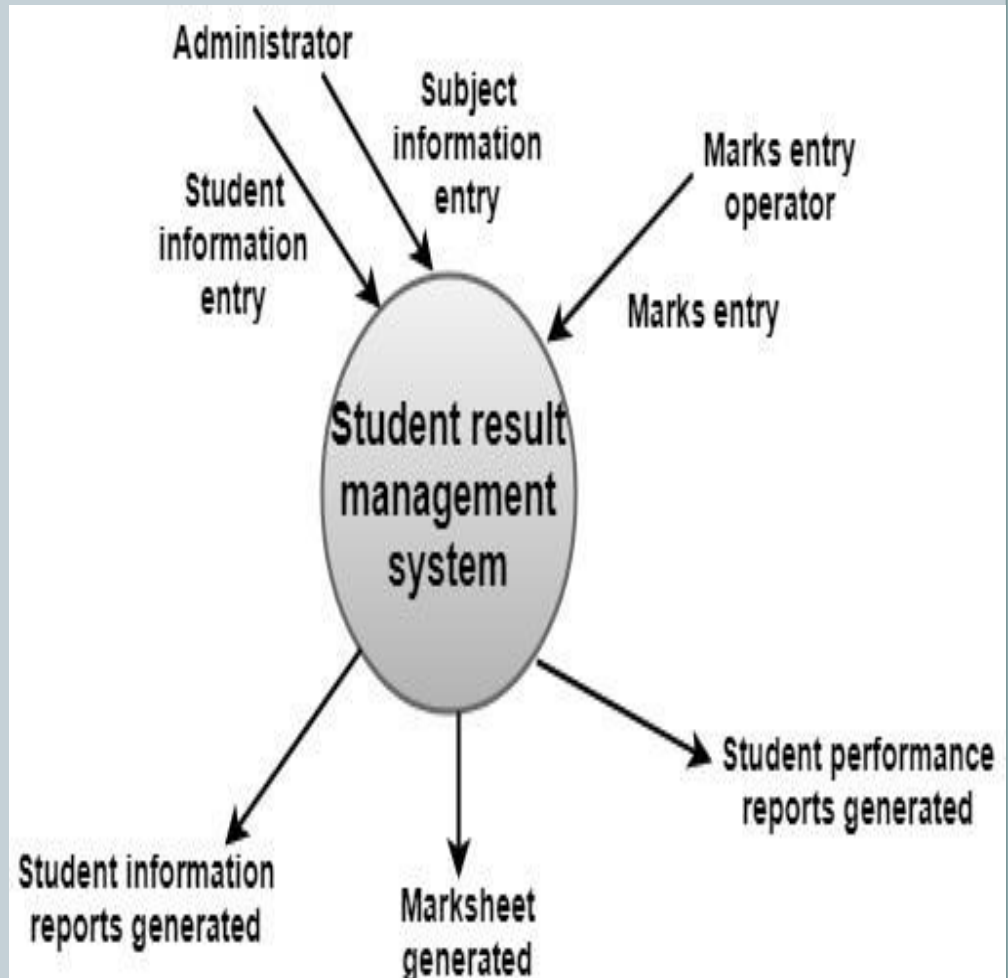 Administrator
Subject
information
entry
Student
information
entry
Marks entry
operator
Marks entry
Student result
management
system
Student performance
reports generated
Student information
reports generated
Marksheet
generated